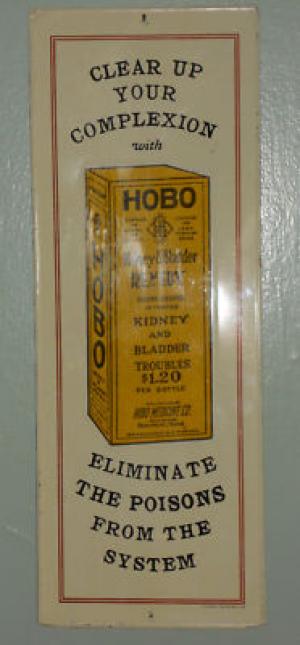 CLEAR UP
YOUR
COMPLEXION
with
HOBO
HOBO
Kidney & Bladder
REMEDY
KIDNEY
AND
BLADDER
TROUBLES
$1.20
PER BOTTLE
HOBO MEDICINE CO.
ELIMINATE
THE POISONS
FROM THE
SYSTEM